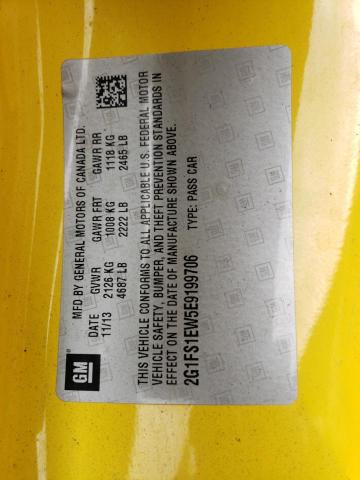 GM
MFD BY GENERAL MOTORS OF CANADA LTD.
DATE GVWR GAWR FRT GAWR RR
11/13 2126 KG 1008 KG 1118 KG
4687 LB 2222 LB 2465 LB
THIS VEHICLE CONFORMS TO ALL APPLICABLE U.S. FEDERAL MOTOR
VEHICLE SAFETY, BUMPER, AND THEFT PREVENTION STANDARDS IN
EFFECT ON THE DATE OF MANUFACTURE SHOWN ABOVE.
2G1FS1EW5E9199706 TYPE: PASS CAR